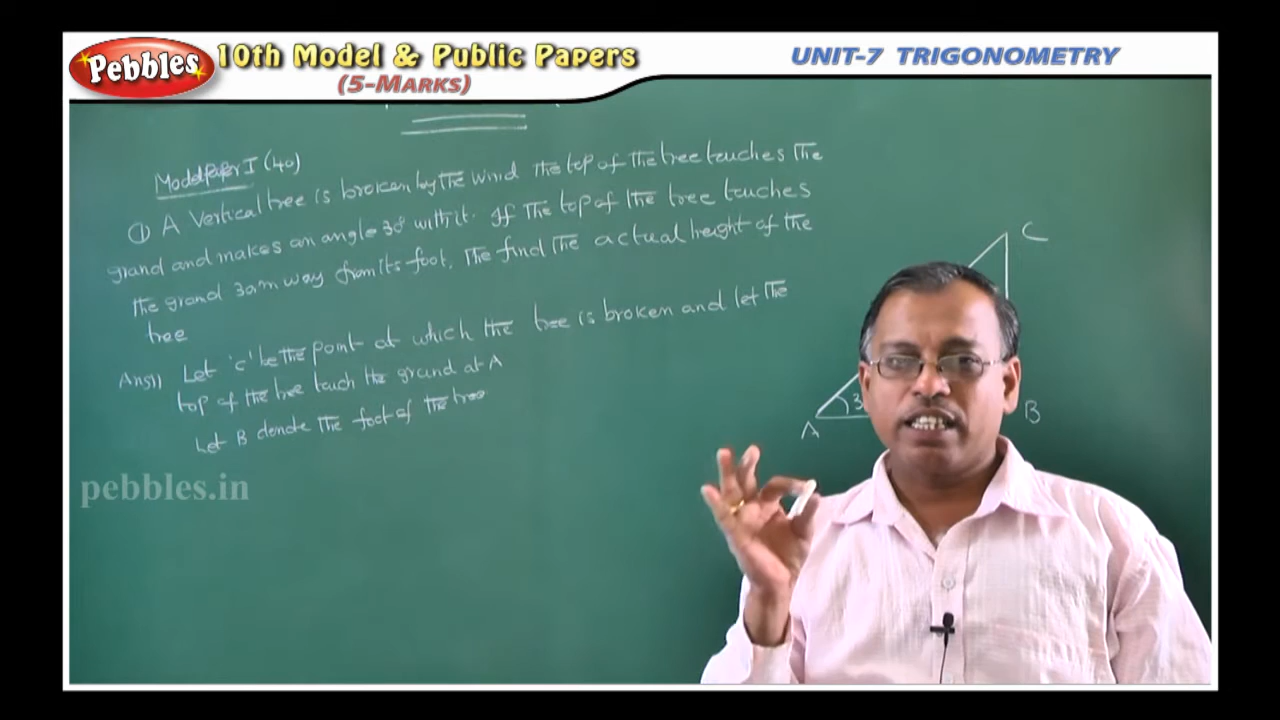 Pebbles
10th Model & Public Papers
(5-MARKS)
UNIT-7 TRIGONOMETRY
Model paper I (40)
① A Vertical tree is broken by the wind the top of the tree touches the
grand and makes an angle 30° with it. If the top of the tree touches
the grand 30m way from its foot, The find the actual height of the
tree
Ans)) Let 'c' be the point at which the tree is broken and let the
top of the tree touch the grand at A
Let B denote the foot of the tree
C
A
3
B
pebbles.in